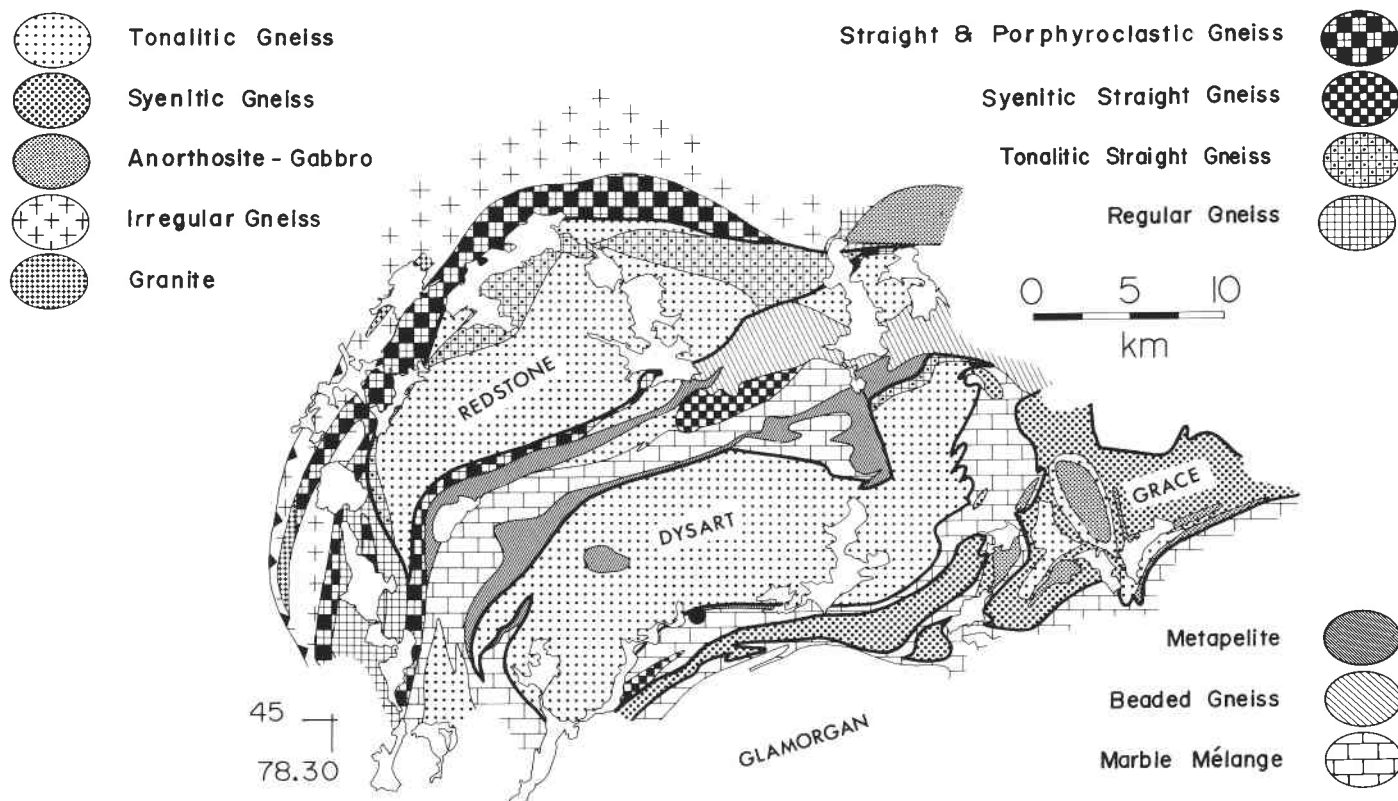 Tonalitic Gneiss
Syenitic Gneiss
Anorthosite - Gabbro
Irregular Gneiss
Granite
Straight & Porphyroclastic Gneiss
Syenitic Straight Gneiss
Tonalitic Straight Gneiss
Regular Gneiss
0 5 10
km
REDSTONE
DYSART
GRACE
GLAMORGAN
45
78.30
Metapelite
Beaded Gneiss
Marble Mélange